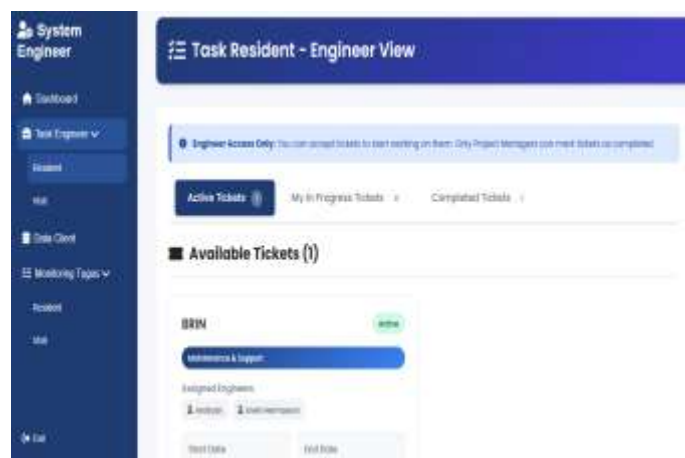 System
Engineer
Task Resident - Engineer View
Dashboard
Task Engineer
Engineer Access Only: You can accept tickets to start working on them. Only Project Managers can mark tickets as completed.
Resident
Active Tickets
My In Progress Tickets
Completed Tickets
Visit
Data Client
Available Tickets (1)
Monitoring Tugas
Resident
BRIN
Active
Visit
Maintenance & Support
Assigned Engineers
Start Date
End Date